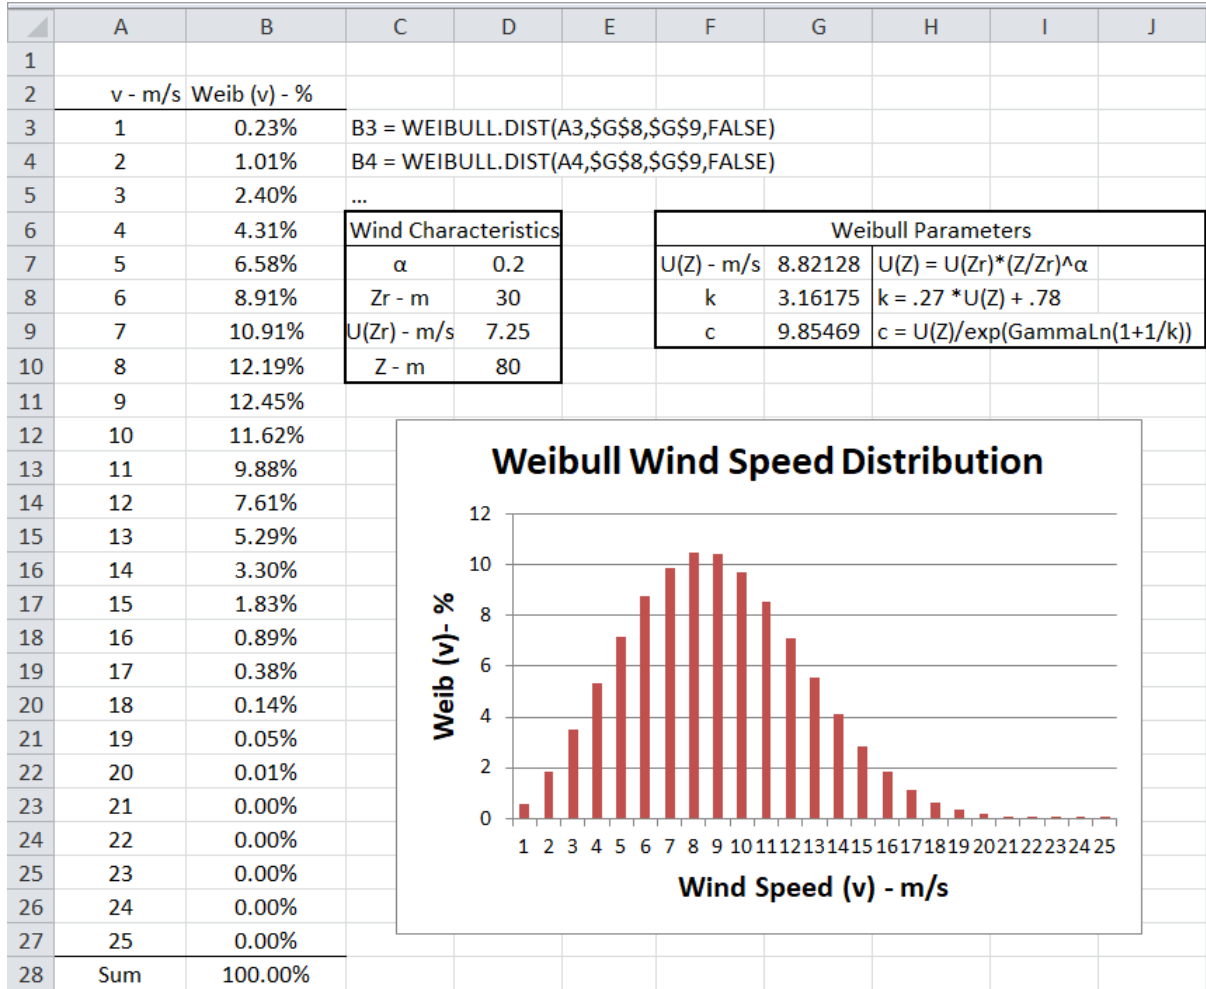 A B C D E F G H I J
1
2 v - m/s Weib (v) - %
3 1 0.23% B3 = WEIBULL.DIST(A3,$G$8,$G$9,FALSE)
4 2 1.01% B4 = WEIBULL.DIST(A4,$G$8,$G$9,FALSE)
5 3 2.40% ...
6 4 4.31% Wind Characteristics Weibull Parameters
7 5 6.58% α 0.2 U(Z) - m/s 8.82128 U(Z) = U(Zr)*(Z/Zr)^α
8 6 8.91% Zr - m 30 k 3.16175 k = .27 *U(Z) + .78
9 7 10.91% U(Zr) - m/s 7.25 c 9.85469 c = U(Z)/exp(GammaLn(1+1/k))
10 8 12.19% Z - m 80
11 9 12.45%
12 10 11.62%
13 11 9.88%
14 12 7.61%
15 13 5.29%
16 14 3.30%
17 15 1.83%
18 16 0.89%
19 17 0.38%
20 18 0.14%
21 19 0.05%
22 20 0.01%
23 21 0.00%
24 22 0.00%
25 23 0.00%
26 24 0.00%
27 25 0.00%
28 Sum 100.00%
Weibull Wind Speed Distribution
Weib (v)- %
12
10
8
6
4
2
0
1 2 3 4 5 6 7 8 9 10 11 12 13 14 15 16 17 18 19 20 21 22 23 24 25
Wind Speed (v) - m/s